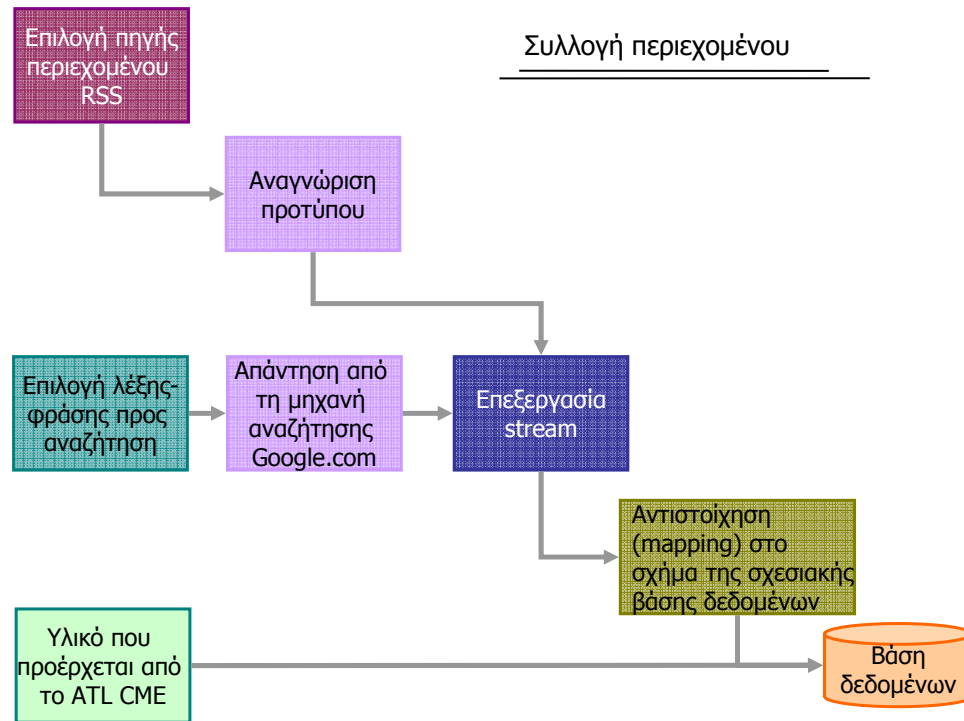 Επιλογή πηγής
περιεχομένου
RSS
Συλλογή περιεχομένου
Αναγνώριση
προτύπου
Επιλογή λέξης-
φράσης προς
αναζήτηση
Απάντηση από
τη μηχανή
αναζήτησης
Google.com
Επεξεργασία
stream
Αντιστοίχηση
(mapping) στο
σχήμα της σχεσιακής
βάσης δεδομένων
Υλικό που
προέρχεται από
το ATL CME
Βάση
δεδομένων